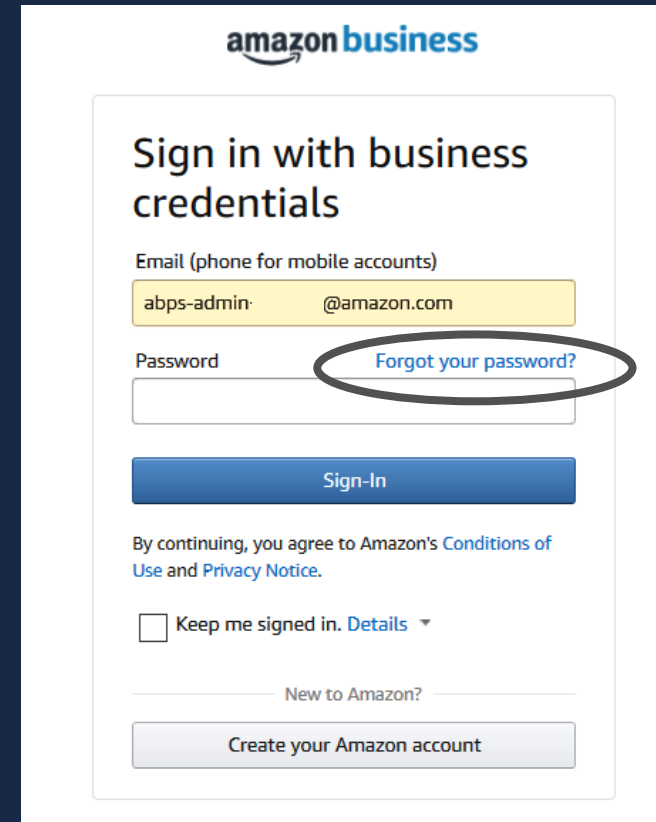 amazon business
Sign in with business
credentials
Email (phone for mobile accounts)
abps-admin- @amazon.com
Password Forgot your password?
Sign-In
By continuing, you agree to Amazon's Conditions of
Use and Privacy Notice.
Keep me signed in. Details
New to Amazon?
Create your Amazon account